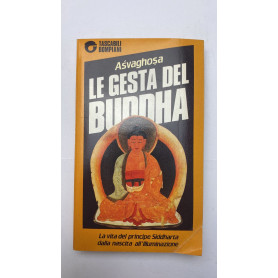 TASCABILI
BOMPIANI
Aśvaghoṣa
LE GESTA DEL
BUDDHA
La vita del principe Siddharta
dalla nascita all'Illuminazione